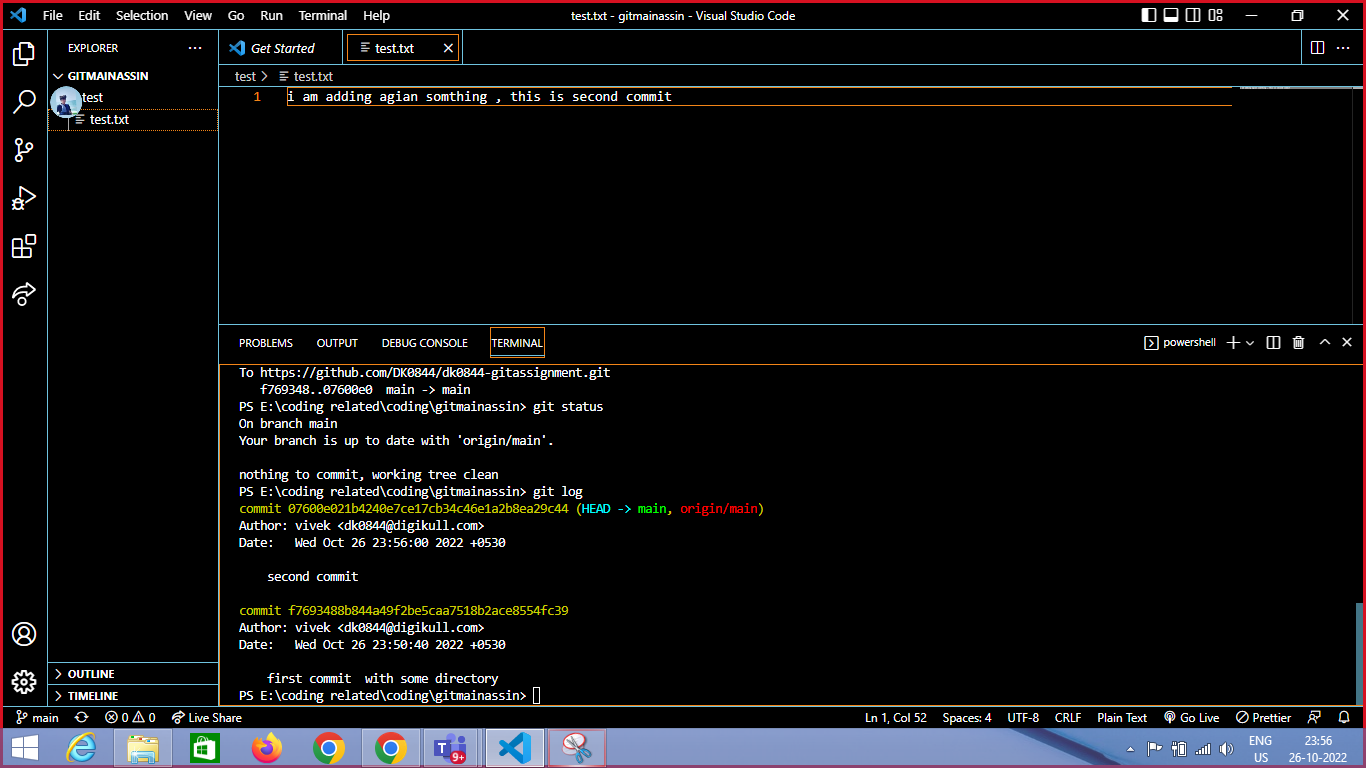 File Edit Selection View Go Run Terminal Help test.txt - gitmainassin - Visual Studio Code
EXPLORER
Get Started
test.txt
GITMAINASSIN
test
test.txt
test > test.txt
1 i am adding agian somthing , this is second commit
PROBLEMS OUTPUT DEBUG CONSOLE TERMINAL powershell
To https://github.com/DK0844/dk0844-gitassignment.git
f769348..07600e0 main -> main
PS E:\coding related\coding\gitmainassin> git status
On branch main
Your branch is up to date with 'origin/main'.
nothing to commit, working tree clean
PS E:\coding related\coding\gitmainassin> git log
commit 07600e021b4240e7ce17cb34c46e1a2b8ea29c44 (HEAD -> main, origin/main)
Author: vivek <dk0844@digikull.com>
Date: Wed Oct 26 23:56:00 2022 +0530
second commit
commit f7693488b844a49f2be5caa7518b2ace8554fc39
Author: vivek <dk0844@digikull.com>
Date: Wed Oct 26 23:50:40 2022 +0530
first commit with some directory
PS E:\coding related\coding\gitmainassin>
OUTLINE
TIMELINE
main 0 0 Live Share Ln 1, Col 52 Spaces: 4 UTF-8 CRLF Plain Text Go Live Prettier
T 9+
ENG 23:56
US 26-10-2022